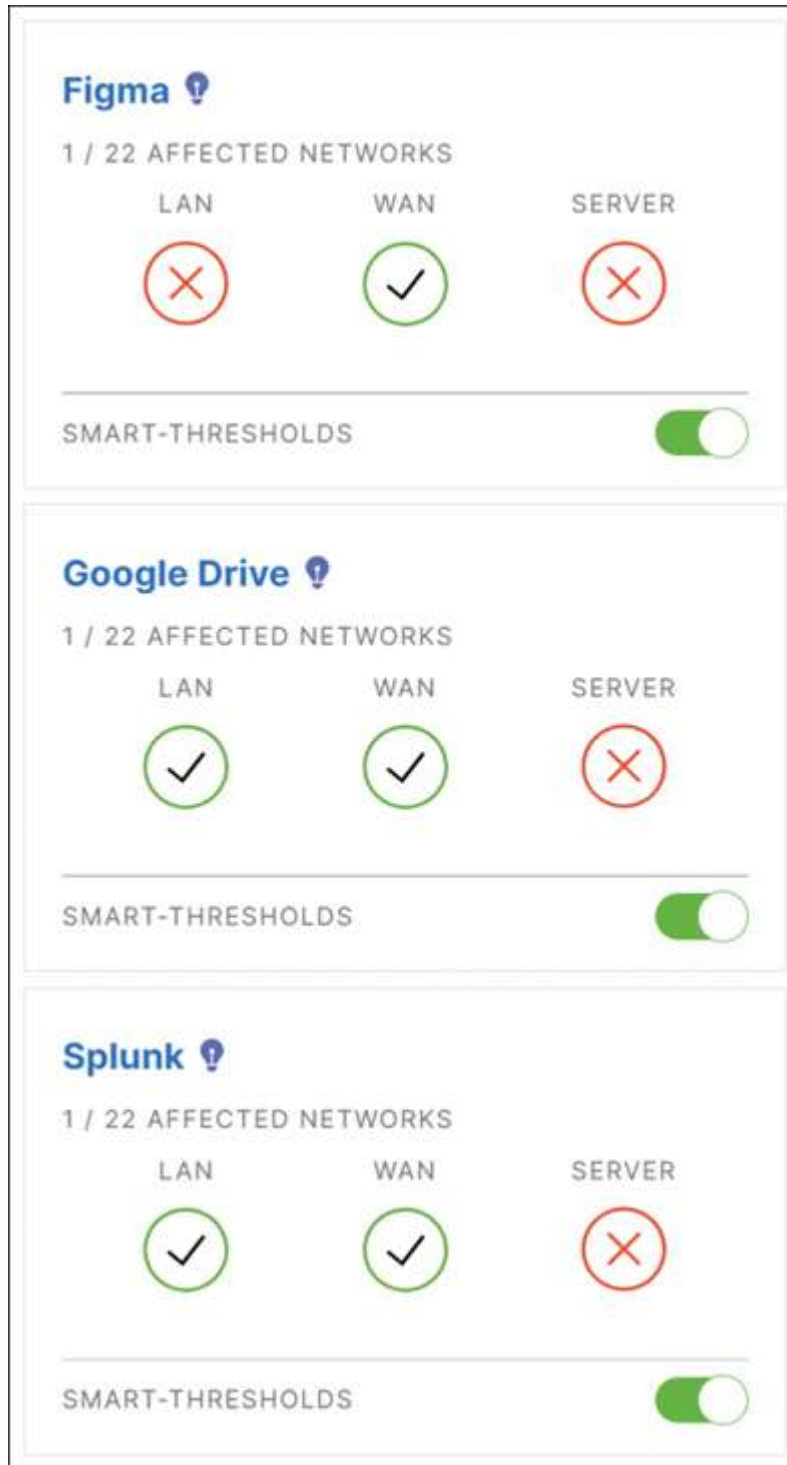 Figma
1 / 22 AFFECTED NETWORKS
LAN WAN SERVER
SMART-THRESHOLDS
Google Drive
1 / 22 AFFECTED NETWORKS
LAN WAN SERVER
SMART-THRESHOLDS
Splunk
1 / 22 AFFECTED NETWORKS
LAN WAN SERVER
SMART-THRESHOLDS